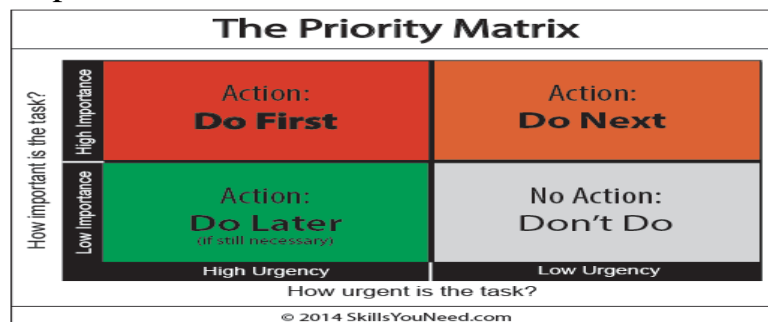 The Priority Matrix
How important is the task?
High Importance
Action:
Do First
Action:
Do Next
Low Importance
Action:
Do Later
(if still necessary)
No Action:
Don't Do
High Urgency
Low Urgency
How urgent is the task?
© 2014 SkillsYouNeed.com